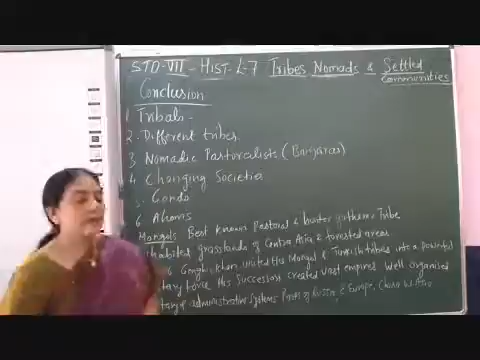 STD-VII-HIST-L-7 Tribes Nomads & Settled
Communities
Conclusion
1 Tribals-
2. Different tribes.
3 Nomadic Pastoralists (Banjaras)
4 Changing Societies
5. Gonds
6 Ahoms
Mongols Best Known Pastoral & hunter gatherer Tribe
inhabited grasslands of Central Asia & forested areas.
Genghis Khan united the Mongol & Turkish tribes into a powerful
military force His Successors created Vast empires Well organised
military & administrative Systems Parts of Russia, E Europe, China W. Asia